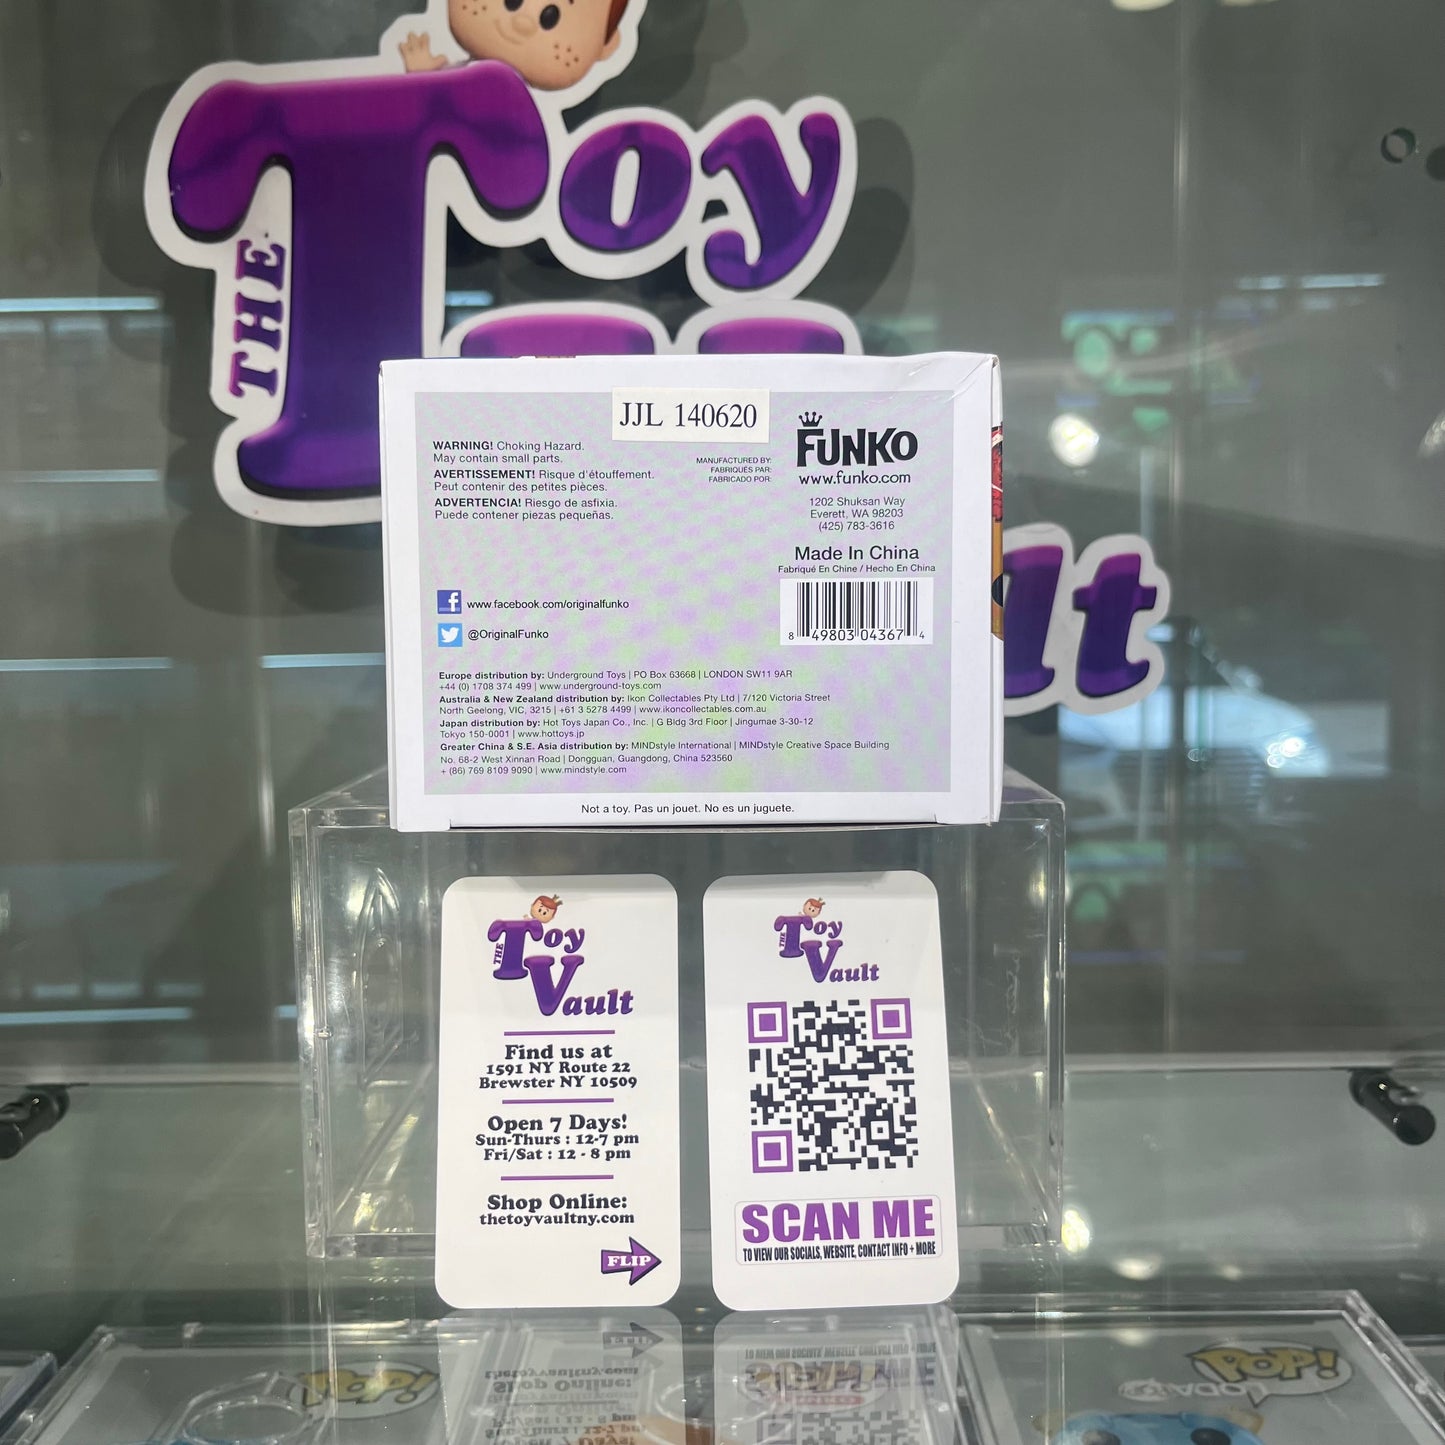 THE Toy
JJL 140620
WARNING! Choking Hazard.
May contain small parts.
AVERTISSEMENT! Risque d'étouffement.
Peut contenir des petites pièces.
ADVERTENCIA! Riesgo de asfixia.
Puede contener piezas pequeñas.
MANUFACTURED BY:
FABRIQUÉS PAR:
FABRICADO POR:
FUNKO
www.funko.com
1202 Shuksan Way
Everett, WA 98203
(425) 783-3616
Made In China
Fabriqué En Chine / Hecho En China
8 49803 04367 4
www.facebook.com/originalfunko
@OriginalFunko
Europe distribution by: Underground Toys | PO Box 63668 | LONDON SW11 9AR
+44 (0) 1708 374 499 | www.underground-toys.com
Australia & New Zealand distribution by: Ikon Collectables Pty Ltd | 7/120 Victoria Street
North Geelong, VIC, 3215 | +61 3 5278 4499 | www.ikoncollectables.com.au
Japan distribution by: Hot Toys Japan Co., Inc. | G Bldg 3rd Floor | Jingumae 3-30-12
Tokyo 150-0001 | www.hottoys.jp
Greater China & S.E. Asia distribution by: MINDstyle International | MINDstyle Creative Space Building
No. 68-2 West Xinnan Road | Dongguan, Guangdong, China 523560
+ (86) 769 8109 9090 | www.mindstyle.com
Not a toy. Pas un jouet. No es un juguete.
THE Toy
Vault
Find us at
1591 NY Route 22
Brewster NY 10509
Open 7 Days!
Sun-Thurs : 12-7 pm
Fri/Sat : 12 - 8 pm
Shop Online:
thetoyvaultny.com
FLIP
THE Toy
Vault
SCAN ME
TO VIEW OUR SOCIALS, WEBSITE, CONTACT INFO + MORE
POP!
POP!